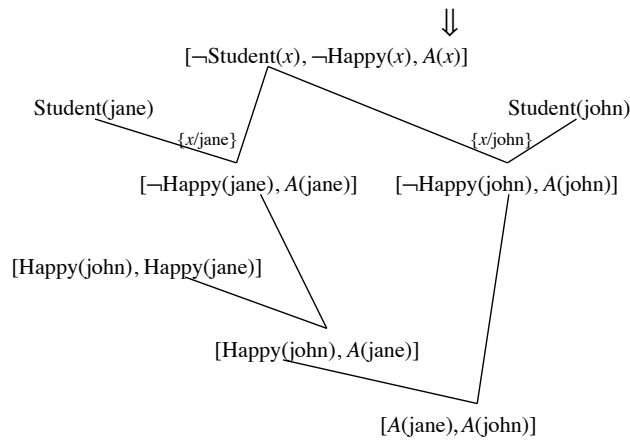 ⇓
[¬Student(x), ¬Happy(x), A(x)]
Student(jane) Student(john)
{x/jane} {x/john}
[¬Happy(jane), A(jane)] [¬Happy(john), A(john)]
[Happy(john), Happy(jane)]
[Happy(john), A(jane)]
[A(jane), A(john)]